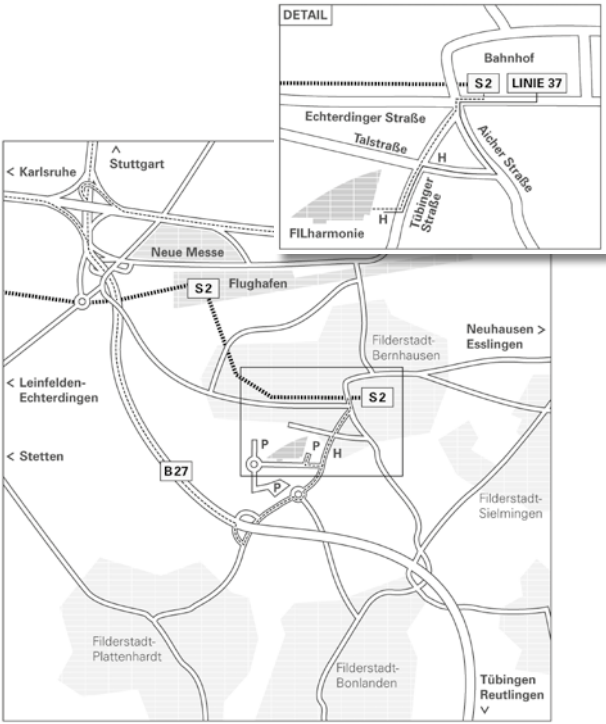 DETAIL
Bahnhof
S2
LINIE 37
Echterdinger Straße
Talstraße
Aicher Straße
H
Tübinger
Straße
H
FILharmonie
Stuttgart
< Karlsruhe
Neue Messe
S2
Flughafen
Filderstadt-
Bernhausen
Neuhausen >
Esslingen
< Leinfelden-
Echterdingen
S2
P
P
H
< Stetten
B27
P
Filderstadt-
Sielmingen
Filderstadt-
Plattenhardt
Filderstadt-
Bonlanden
Tübingen
Reutlingen